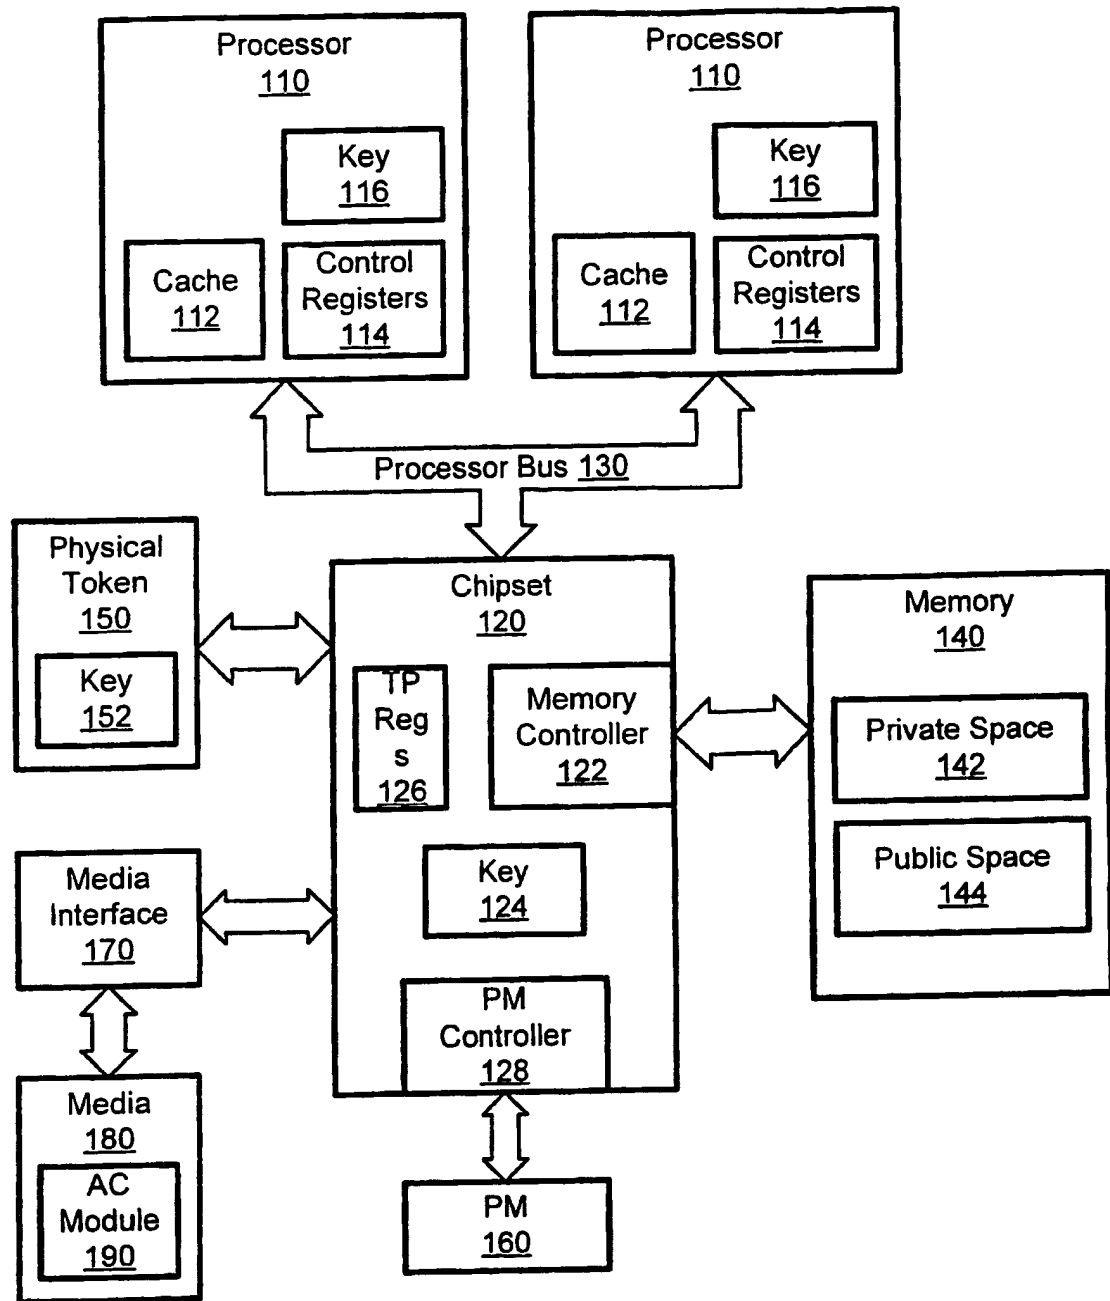 Processor
110
Key
116
Cache
112
Control
Registers
114
Processor
110
Key
116
Cache
112
Control
Registers
114
Processor Bus 130
Physical
Token
150
Key
152
Chipset
120
TP
Reg
s
126
Memory
Controller
122
Key
124
PM
Controller
128
Memory
140
Private Space
142
Public Space
144
Media
Interface
170
Media
180
AC
Module
190
PM
160